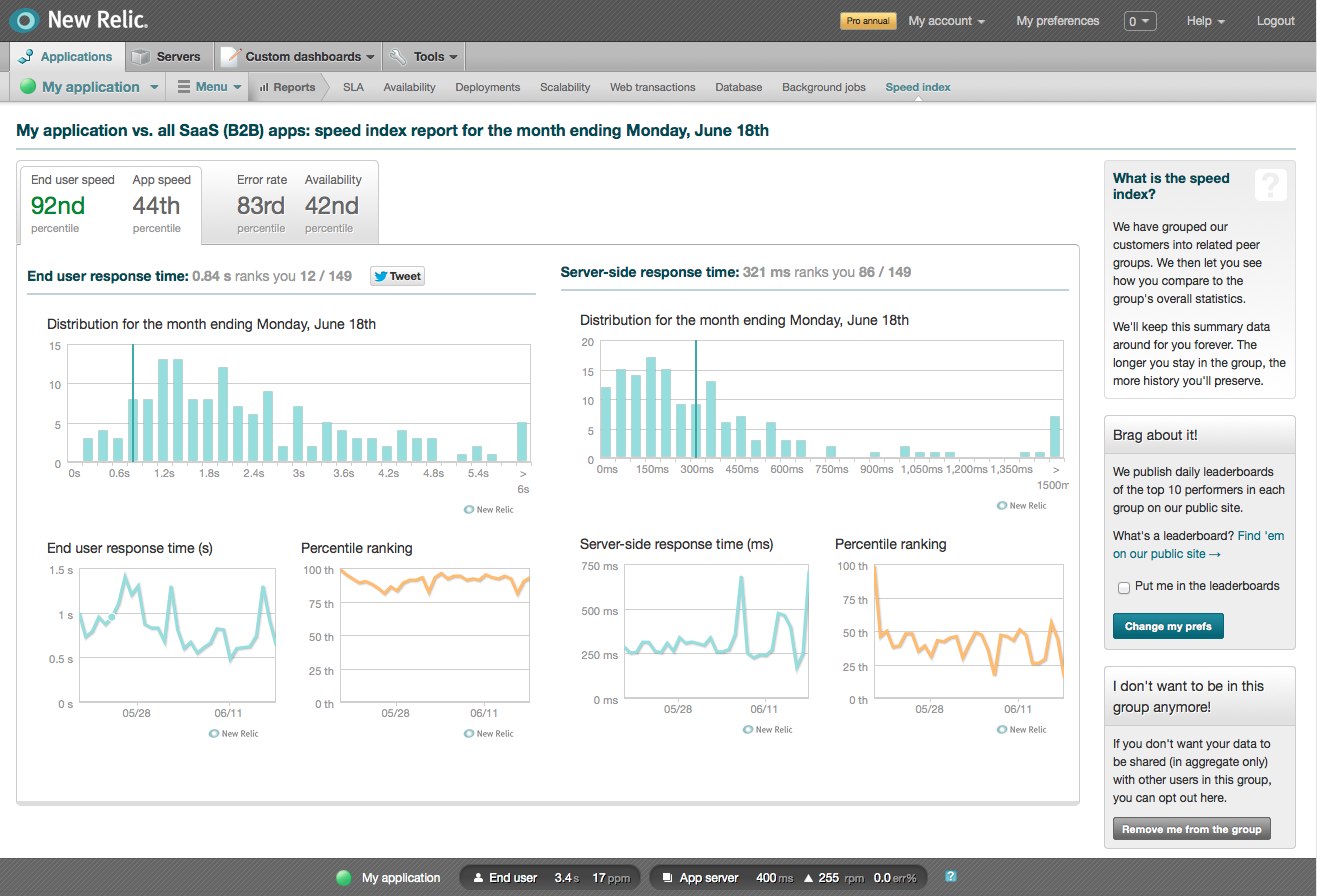 New Relic.
Pro annual My account My preferences 0 Help Logout
Applications Servers Custom dashboards Tools
My application Menu Reports SLA Availability Deployments Scalability Web transactions Database Background jobs Speed index
My application vs. all SaaS (B2B) apps: speed index report for the month ending Monday, June 18th
End user speed App speed Error rate Availability
92nd 44th 83rd 42nd
percentile percentile percentile percentile
End user response time: 0.84 s ranks you 12 / 149 Tweet
Distribution for the month ending Monday, June 18th
15
10
5
0
0s 0.6s 1.2s 1.8s 2.4s 3s 3.6s 4.2s 4.8s 5.4s >
6s
New Relic
Server-side response time: 321 ms ranks you 86 / 149
Distribution for the month ending Monday, June 18th
20
15
10
5
0
0ms 150ms 300ms 450ms 600ms 750ms 900ms 1,050ms 1,200ms 1,350ms >
1500m
New Relic
End user response time (s)
1.5 s
1 s
0.5 s
0 s
05/28 06/11
New Relic
Percentile ranking
100 th
75 th
50 th
25 th
0 th
05/28 06/11
New Relic
Server-side response time (ms)
750 ms
500 ms
250 ms
0 ms
05/28 06/11
New Relic
Percentile ranking
100 th
75 th
50 th
25 th
0 th
05/28 06/11
New Relic
What is the speed
index?
?
We have grouped our
customers into related peer
groups. We then let you see
how you compare to the
group's overall statistics.
We'll keep this summary data
around for you forever. The
longer you stay in the group, the
more history you'll preserve.
Brag about it!
We publish daily leaderboards
of the top 10 performers in each
group on our public site.
What's a leaderboard? Find 'em
on our public site →
Put me in the leaderboards
Change my prefs
I don't want to be in this
group anymore!
If you don't want your data to
be shared (in aggregate only)
with other users in this group,
you can opt out here.
Remove me from the group
My application End user 3.4 s 17 ppm App server 400 ms ▲ 255 rpm 0.0 err% ?